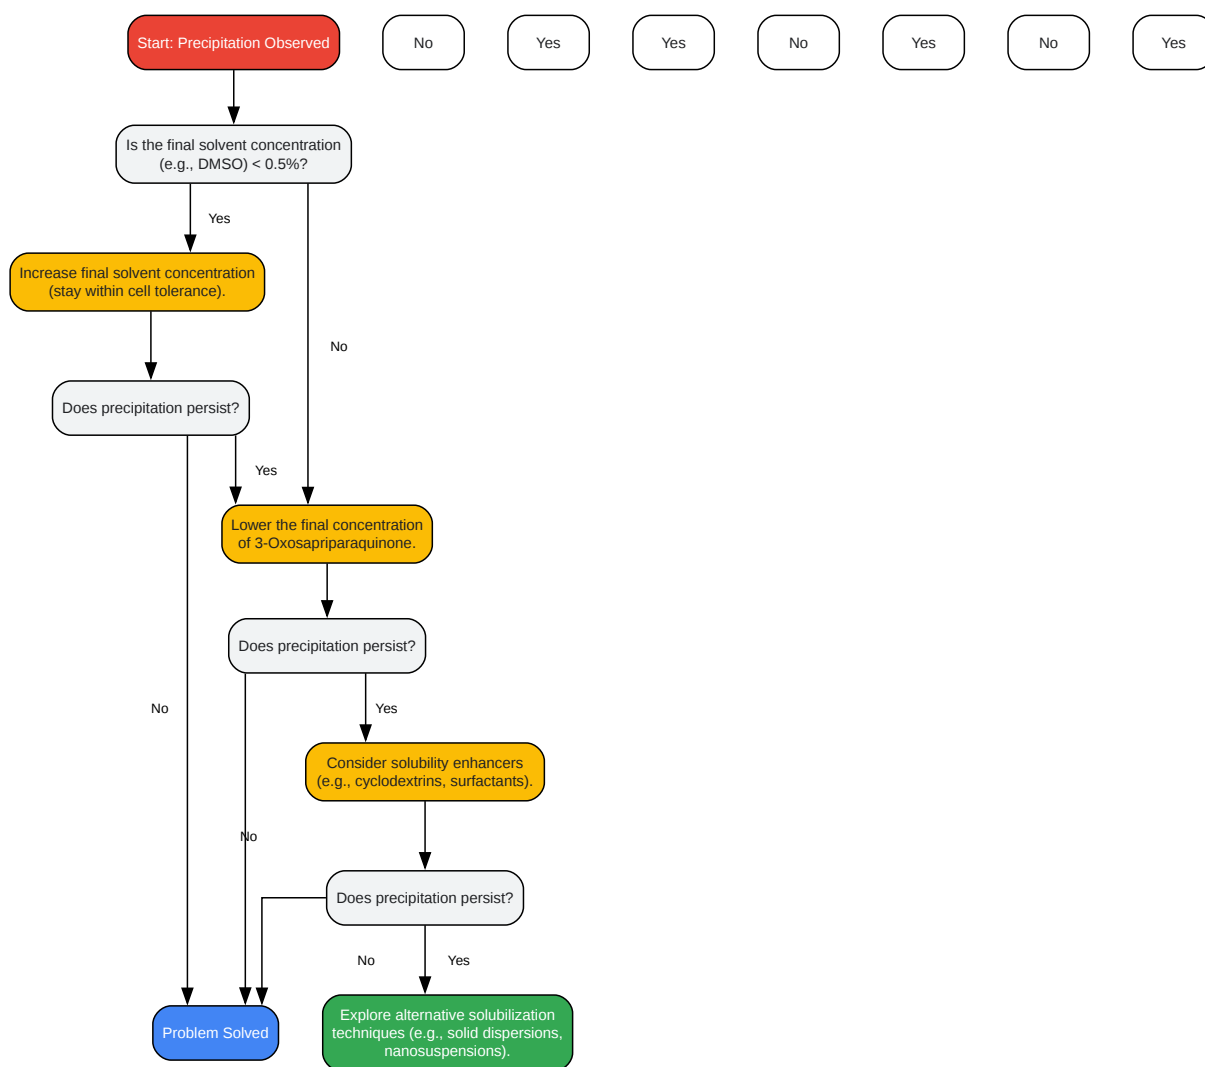 Start: Precipitation Observed
No
Yes
Yes
No
Yes
No
Yes
Is the final solvent concentration
(e.g., DMSO) < 0.5%?
Yes
Increase final solvent concentration
(stay within cell tolerance).
No
Does precipitation persist?
Yes
Lower the final concentration
of 3-Oxosapriparaquinone.
Does precipitation persist?
No
Yes
Consider solubility enhancers
(e.g., cyclodextrins, surfactants).
No
Does precipitation persist?
No
Yes
Problem Solved
Explore alternative solubilization
techniques (e.g., solid dispersions,
nanosuspensions).